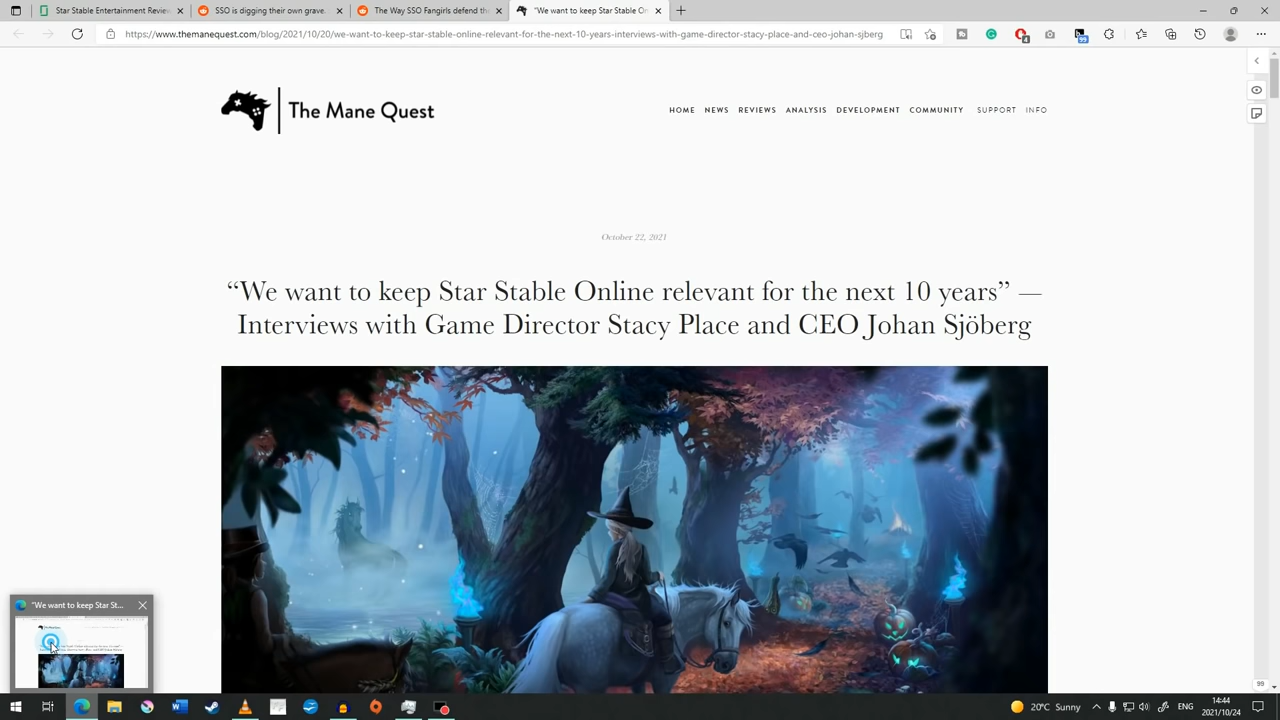 Star Stable Entertainment Review
SSO is digging their own grave.
The Way SSO Fangirls defend th
"We want to keep Star Stable On
https://www.themanequest.com/blog/2021/10/20/we-want-to-keep-star-stable-online-relevant-for-the-next-10-years-interviews-with-game-director-stacy-place-and-ceo-johan-sjberg
4
99
The Mane Quest
HOME NEWS REVIEWS ANALYSIS DEVELOPMENT COMMUNITY SUPPORT INFO
October 22, 2021
“We want to keep Star Stable Online relevant for the next 10 years” —
Interviews with Game Director Stacy Place and CEO Johan Sjöberg
"We want to keep Star St...
99
20°C Sunny
ENG
14:44
2021/10/24